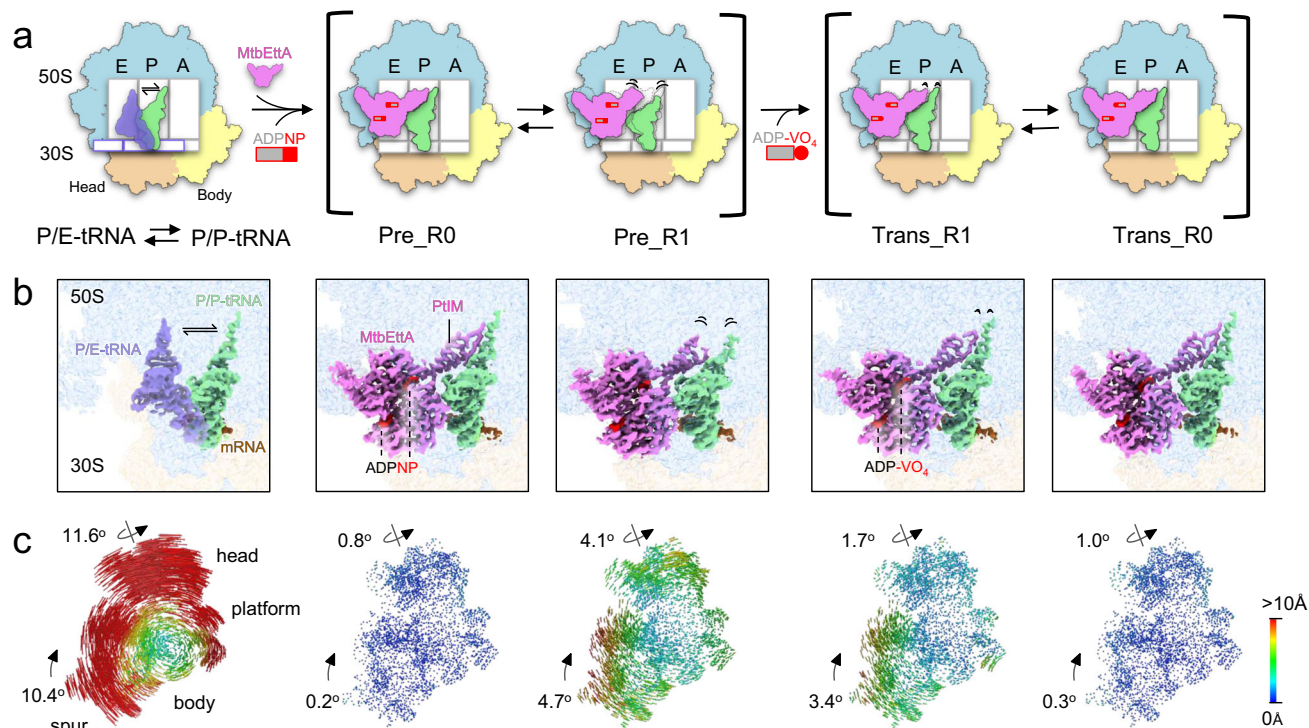 a
MtbEttA
50S
E P A
ADPNP
30S
Head
Body
E P A
E P A
ADP-VO4
E P A
E P A
P/E-tRNA ⇌ P/P-tRNA
Pre_R0
Pre_R1
Trans_R1
Trans_R0
b
50S
P/P-tRNA
P/E-tRNA
mRNA
30S
PtIM
MtbEttA
ADPNP
ADP-VO4
c
11.6°
head
platform
body
10.4°
spur
0.8°
0.2°
4.1°
4.7°
1.7°
3.4°
1.0°
0.3°
>10Å
0Å